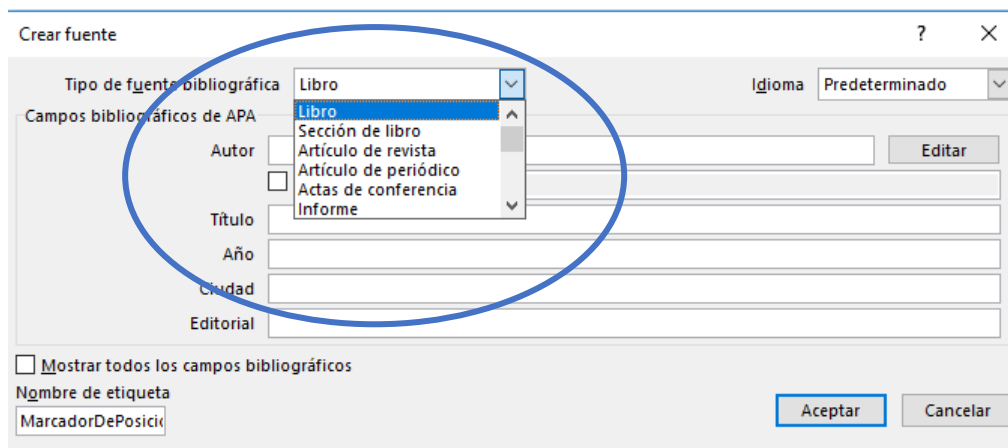 Crear fuente ?
Tipo de fuente bibliográfica Libro Idioma Predeterminado
Campos bibliográficos de APA
Libro
Sección de libro
Artículo de revista
Artículo de periódico
Actas de conferencia
Informe
Autor Editar
Título
Año
Ciudad
Editorial
Mostrar todos los campos bibliográficos
Nombre de etiqueta
MarcadorDePosici
Aceptar Cancelar